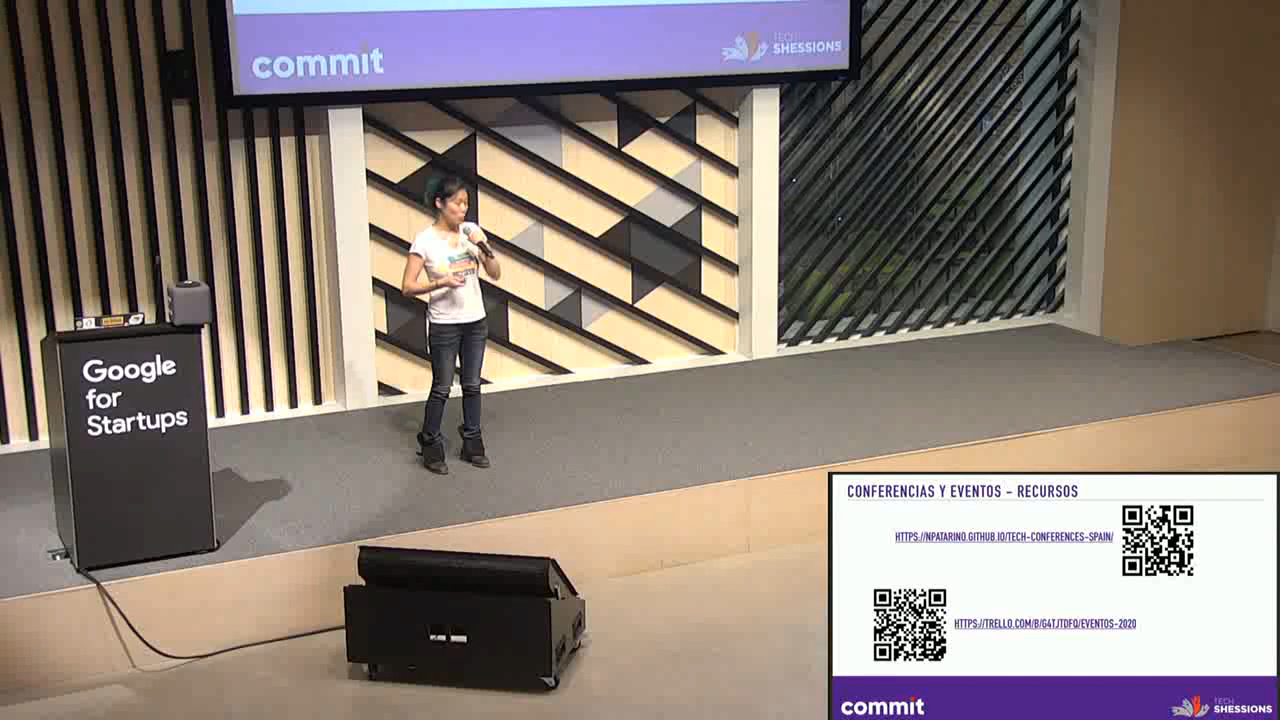 commit
TECH
SHESSIONS
Google
for
Startups
CONFERENCIAS Y EVENTOS - RECURSOS
HTTPS://NPATARINO.GITHUB.IO/TECH-CONFERENCES-SPAIN/
HTTPS://TRELLO.COM/B/G4TJTDFQ/EVENTOS-2020
commit
TECH
SHESSIONS